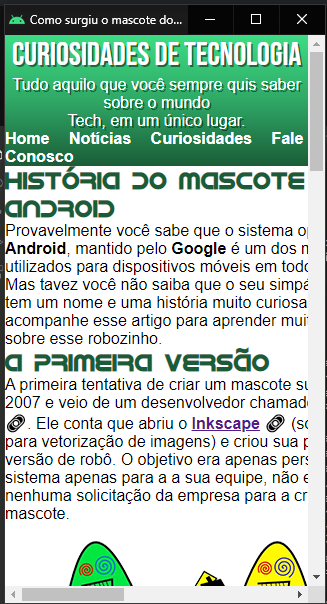 Como surgiu o mascote do...
CURIOSIDADES DE TECNOLOGIA
Tudo aquilo que você sempre quis saber
sobre o mundo
Tech, em um único lugar.
Home Notícias Curiosidades Fale
Conosco
História do Mascote
Android
Provavelmente você sabe que o sistema o
Android, mantido pelo Google é um dos m
utilizados para dispositivos móveis em todo
Mas tavez você não saiba que o seu simpá
tem um nome e uma história muito curiosa
acompanhe esse artigo para aprender mui
sobre esse robozinho.
A primeira versão
A primeira tentativa de criar um mascote su
2007 e veio de um desenvolvedor chamad
. Ele conta que abriu o Inkscape (so
para vetorização de imagens) e criou sua p
versão de robô. O objetivo era apenas pers
sistema apenas para a a sua equipe, não e
nenhuma solicitação da empresa para a cr
mascote.